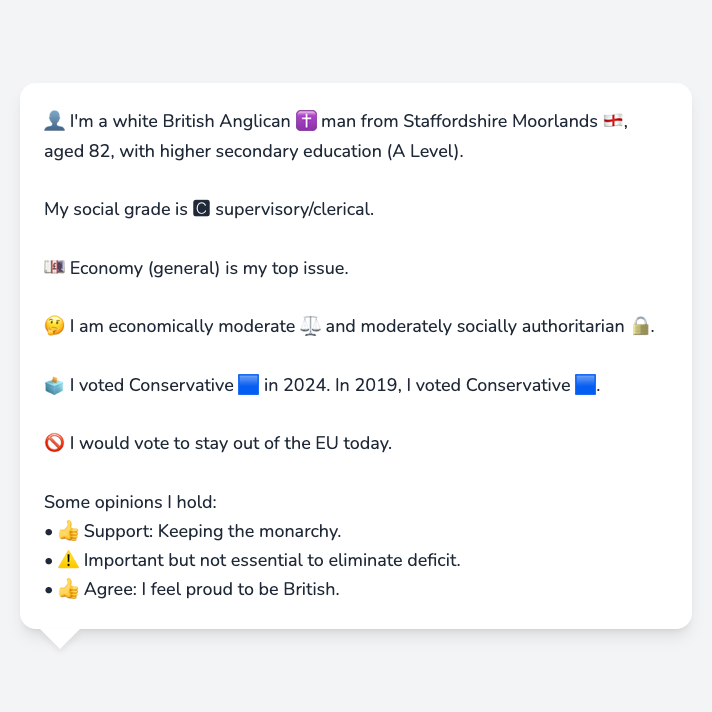 👤 I'm a white British Anglican ✝️ man from Staffordshire Moorlands 🏴󠁧󠁢󠁥󠁮󠁧󠁿,
aged 82, with higher secondary education (A Level).
My social grade is 🅲 supervisory/clerical.
💷 Economy (general) is my top issue.
🤔 I am economically moderate ⚖️ and moderately socially authoritarian 🔒.
🗳️ I voted Conservative 🟦 in 2024. In 2019, I voted Conservative 🟦.
🚫 I would vote to stay out of the EU today.
Some opinions I hold:
• 👍 Support: Keeping the monarchy.
• ⚠️ Important but not essential to eliminate deficit.
• 👍 Agree: I feel proud to be British.